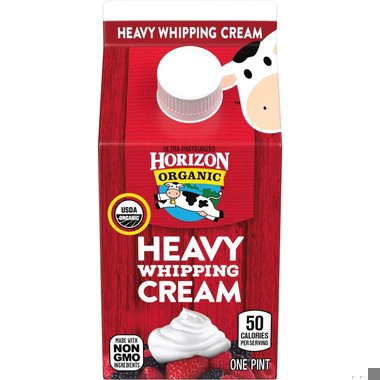 HEAVY WHIPPING CREAM
ULTRA-PASTEURIZED
HORIZON
ORGANIC
USDA
ORGANIC
HEAVY
WHIPPING
CREAM
MADE WITH
NON
GMO
INGREDIENTS
50
CALORIES
PER SERVING
ONE PINT